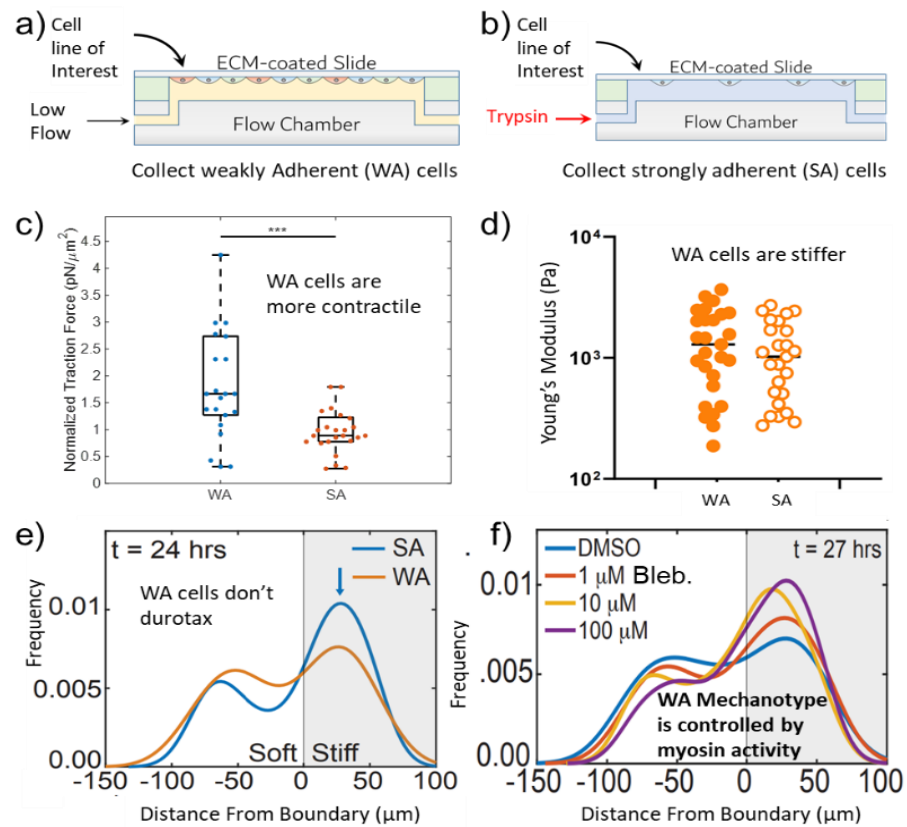 a)
Cell
line of
Interest
ECM-coated Slide
Low
Flow
Flow Chamber
Collect weakly Adherent (WA) cells
b)
Cell
line of
Interest
ECM-coated Slide
Trypsin
Flow Chamber
Collect strongly adherent (SA) cells
c)
Normalized Traction Force (pN/μm²)
4.5
4
3.5
3
2.5
2
1.5
1
0.5
0
***
WA cells are
more contractile
WA
SA
d)
Young's Modulus (Pa)
10⁴
10³
10²
WA cells are stiffer
WA
SA
e)
t = 24 hrs
SA
WA
WA cells don't
durotax
Frequency
0.01
0.005
0.00
Soft
Stiff
-150
-100
-50
0
50
100
Distance From Boundary (μm)
.
f)
DMSO
1 μM Bleb.
10 μM
100 μM
t = 27 hrs
Frequency
0.01
0.005
0.00
WA Mechanotype
is controlled by
myosin activity
-150
-100
-50
0
50
100
Distance From Boundary (μm)